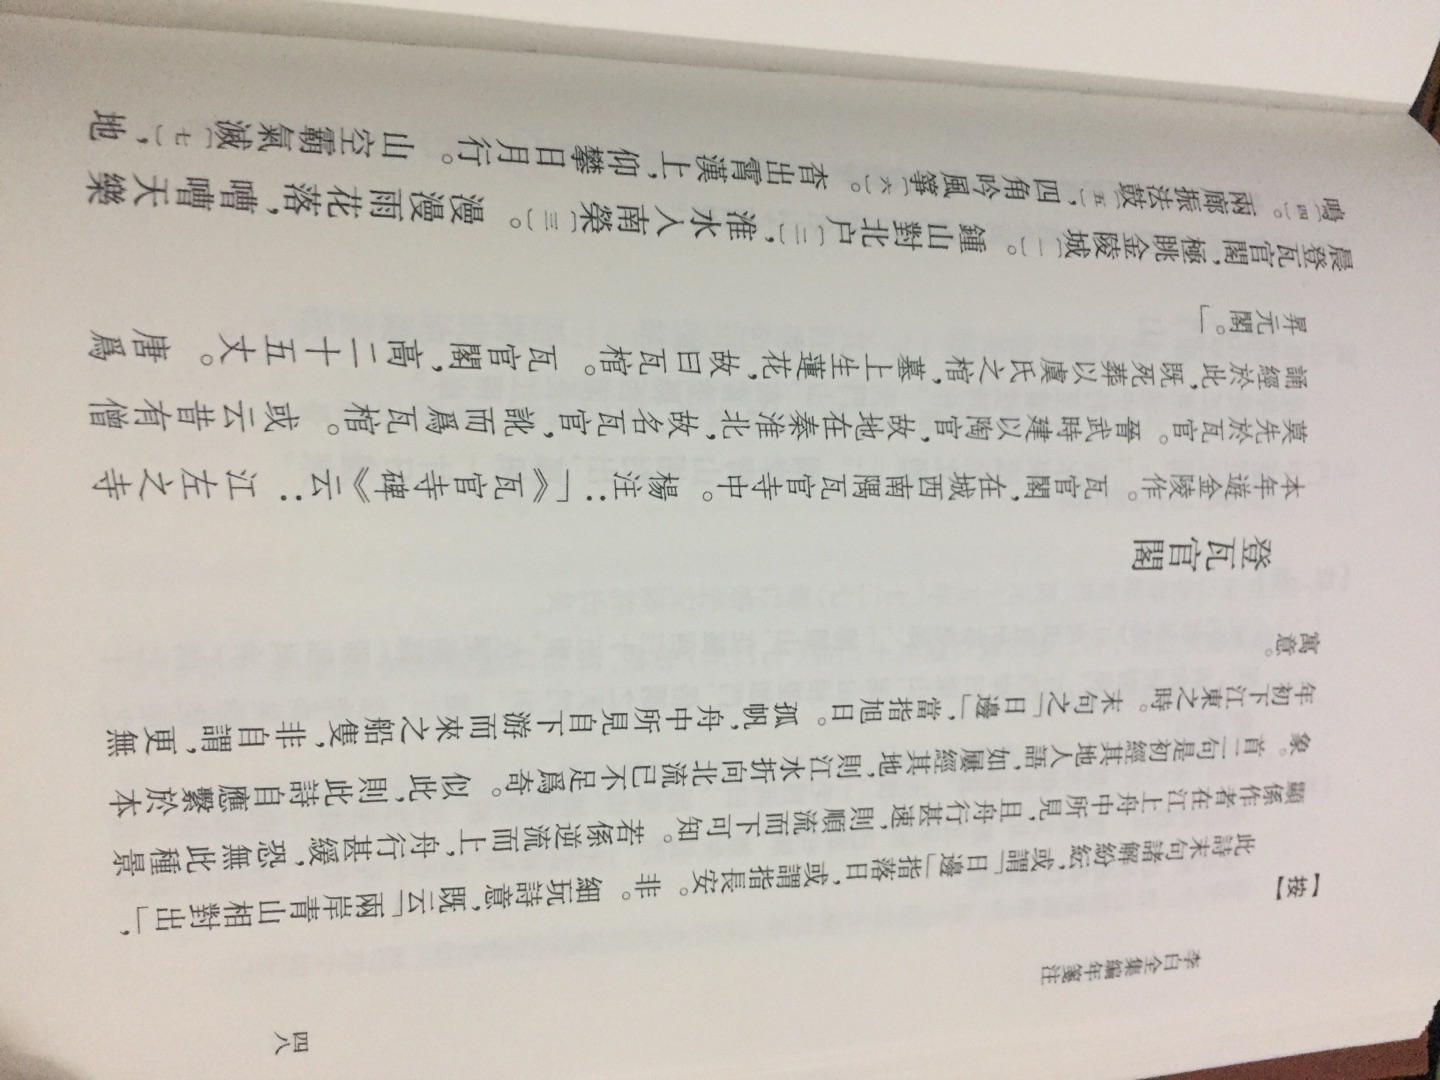 李白全集編年箋注
四八
【按】　此詩末句諸解紛紜,或謂「日邊」指落日,或謂指長安。非。細玩詩意,既云「兩岸青山相對出」,
顯係作者在江上舟中所見,且舟行甚速,則順流而下可知。若係逆流而上,舟行甚緩,恐無此種景
象。首二句是初經其地人語,如屢經其地,則江水折向北流已不足爲奇。似此,則此詩應自繫於本
年初下江東之時。末句之「日邊」,當指旭日。孤帆,舟中所見自下游而來之船隻,非自謂,更無
寓意。
登瓦官閣
本年遊金陵作。瓦官閣,在城西南隅瓦官寺中。楊注:「《瓦官寺碑》云:江左之寺
莫先於瓦官。晉武時建以陶官,故地在秦淮北,故名瓦官,訛而爲瓦棺。或云昔有僧
誦經於此,既死葬以虞氏之棺,墓上生蓮花,故曰瓦棺。瓦官閣,高二十五丈。唐爲
昇元閣。」
晨登瓦官閣,極眺金陵城〔一〕。鍾山對北户〔二〕,淮水入南榮〔三〕。漫漫雨花落,嘈嘈天樂
鳴〔四〕。兩廊振法鼓〔五〕,四角吟風箏〔六〕。杳出霄漢上,仰攀日月行。山空霸氣滅〔七〕,地